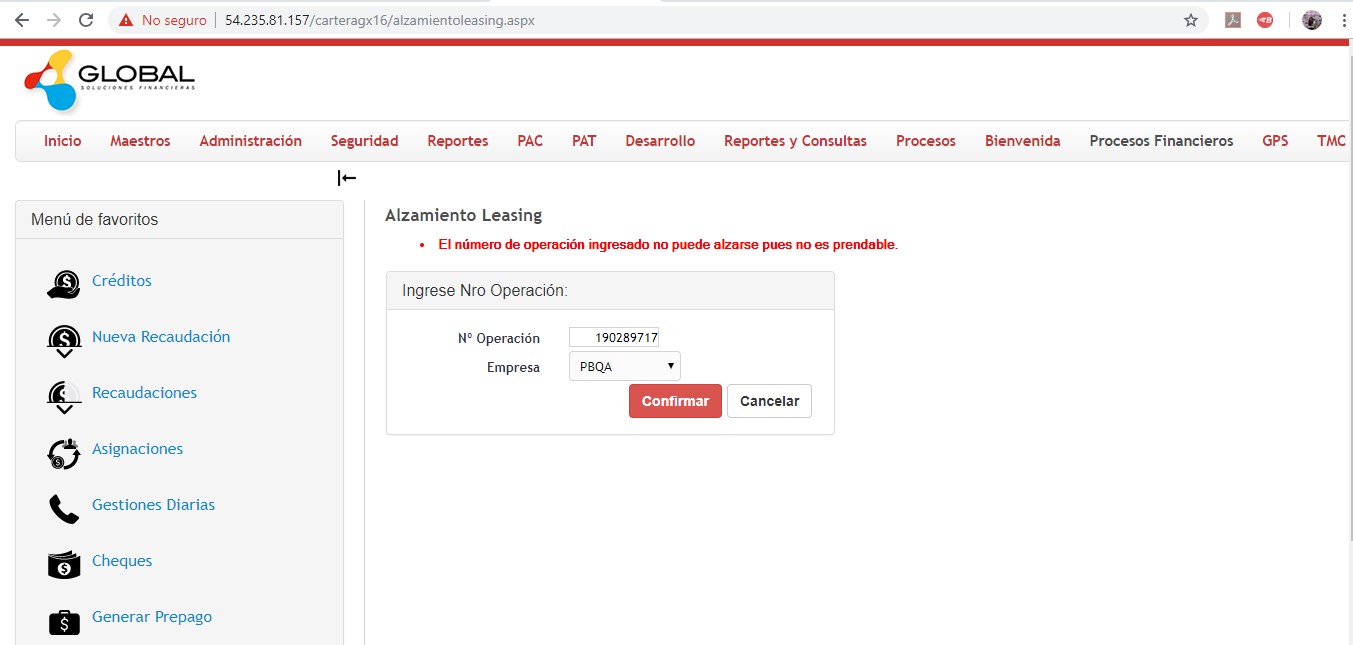 No seguro | 54.235.81.157/carteragx16/alzamientoleasing.aspx
GLOBAL
SOLUCIONES FINANCIERAS
Inicio Maestros Administración Seguridad Reportes PAC PAT Desarrollo Reportes y Consultas Procesos Bienvenida Procesos Financieros GPS TMC
Menú de favoritos
Créditos
Nueva Recaudación
Recaudaciones
Asignaciones
Gestiones Diarias
Cheques
Generar Prepago
Alzamiento Leasing
• El número de operación ingresado no puede alzarse pues no es prendable.
Ingrese Nro Operación:
Nº Operación 190289717
Empresa PBQA
Confirmar Cancelar